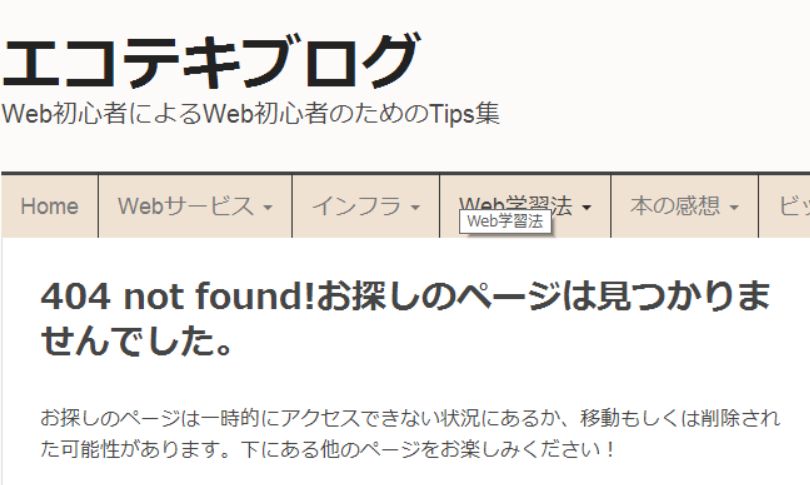 エコテキブログ
Web初心者によるWeb初心者のためのTips集
Home Webサービス インフラ Web学習法 本の感想
Web学習法
404 not found!お探しのページは見つかりま
せんでした。
お探しのページは一時的にアクセスできない状況にあるか、移動もしくは削除され
た可能性があります。下にある他のページをお楽しみください！